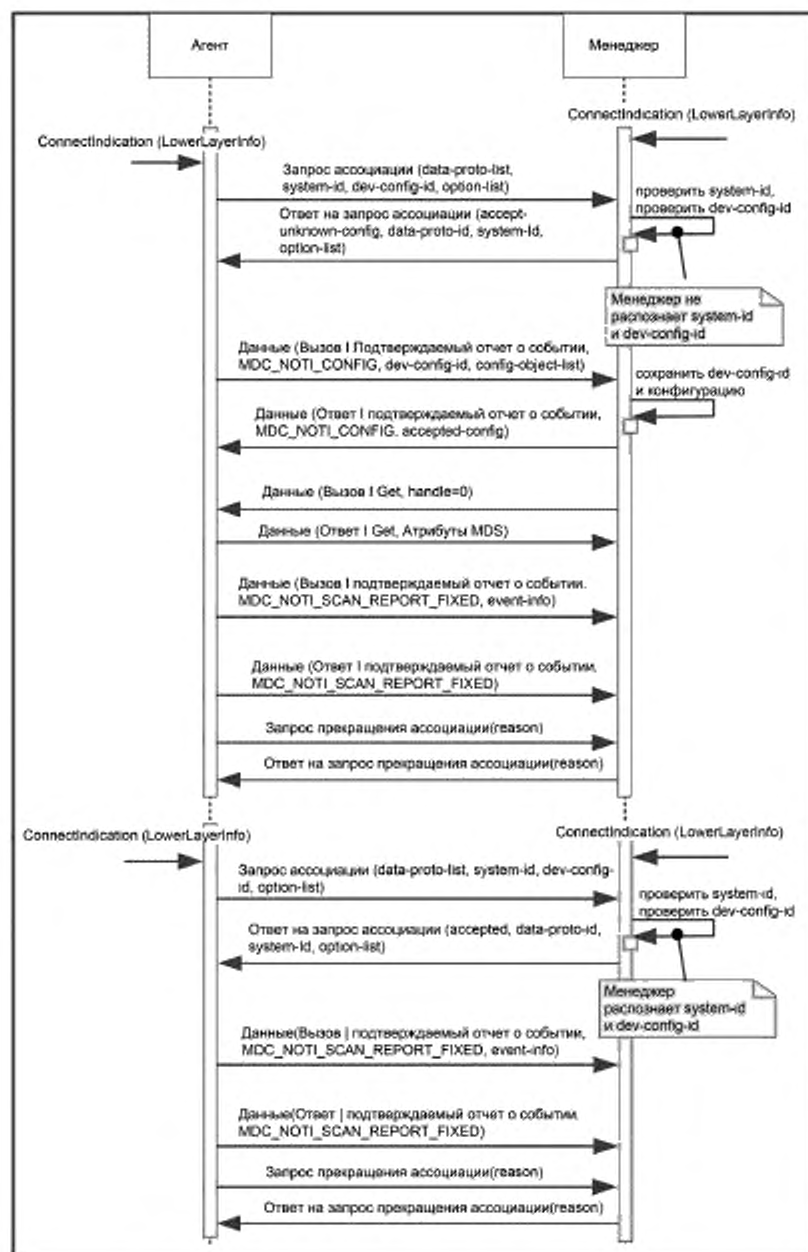 Агент
Менеджер
ConnectIndication (LowerLayerInfo)
ConnectIndication (LowerLayerInfo)
Запрос ассоциации (data-proto-list,
system-id, dev-config-id, option-list)
проверить system-id,
проверить dev-config-id
Ответ на запрос ассоциации (accept-
unknown-config, data-proto-id, system-id,
option-list)
Менеджер не
распознает system-id
и dev-config-id
Данные (Вызов I Подтверждаемый отчет о событии,
MDC_NOTI_CONFIG, dev-config-id, config-object-list)
сохранить dev-config-id
и конфигурацию
Данные (Ответ I подтверждаемый отчет о событии,
MDC_NOTI_CONFIG. accepted-config)
Данные (Вызов I Get, handle=0)
Данные (Ответ I Get, Атрибуты MDS)
Данные (Вызов I подтверждаемый отчет о событии.
MDC_NOTI_SCAN_REPORT_FIXED, event-info)
Данные (Ответ I подтверждаемый отчет о событии.
MDC_NOTI_SCAN_REPORT_FIXED)
Запрос прекращения ассоциации(reason)
Ответ на запрос прекращения ассоциации(reason)
ConnectIndication (LowerLayerInfo)
ConnectIndication (LowerLayerInfo)
Запрос ассоциации (data-proto-list, system-id, dev-config-
id, option-list)
проверить system-id,
проверить dev-config-id
Ответ на запрос ассоциации (accepted, data-proto-id,
system-id, option-list)
Менеджер
распознает system-id
и dev-config-id
Данные(Вызов | подтверждаемый отчет о событии,
MDC_NOTI_SCAN_REPORT_FIXED, event-info)
Данные(Ответ | подтверждаемый отчет о событии.
MDC_NOTI_SCAN_REPORT_FIXED)
Запрос прекращения ассоциации(reason)
Ответ на запрос прекращения ассоциации(reason)